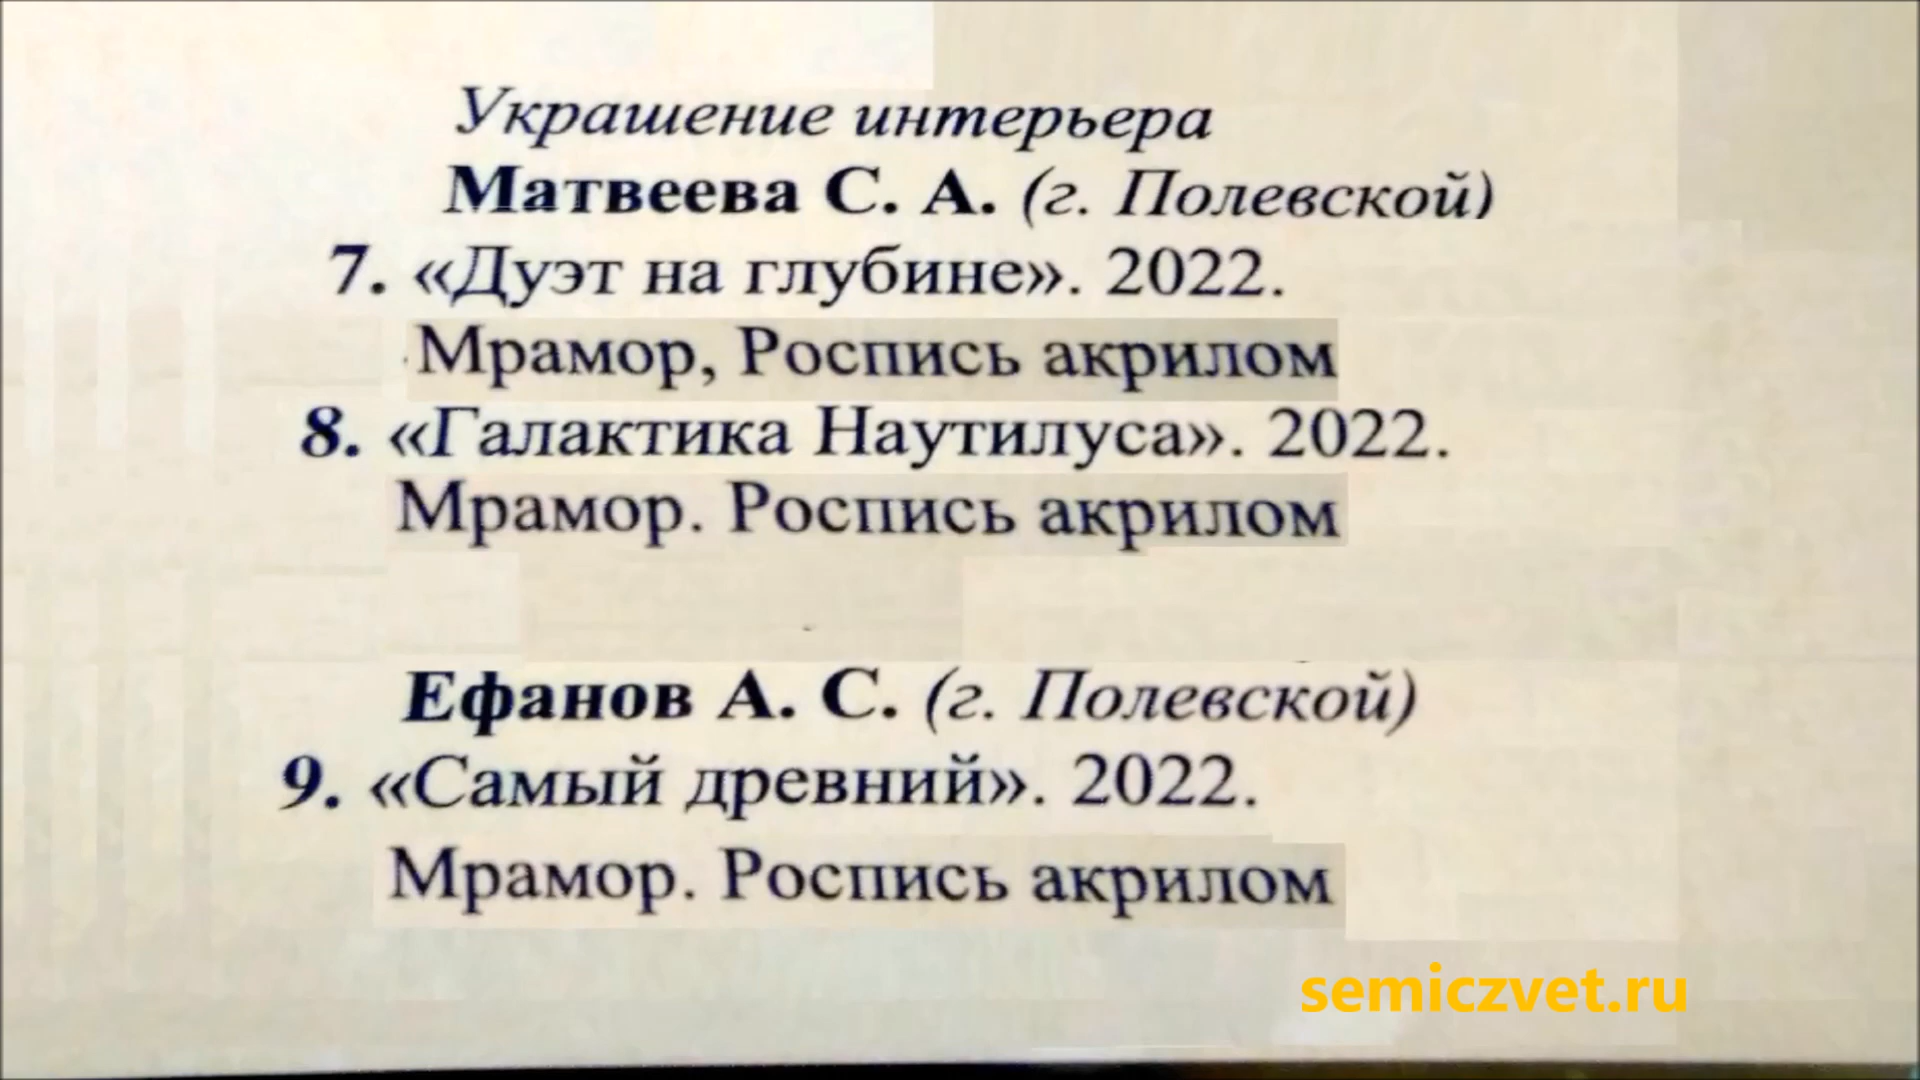 Украшение интерьера
Матвеева С. А. (г. Полевской)
7. «Дуэт на глубине». 2022.
Мрамор, Роспись акрилом
8. «Галактика Наутилуса». 2022.
Мрамор. Роспись акрилом
Ефанов А. С. (г. Полевской)
9. «Самый древний». 2022.
Мрамор. Роспись акрилом
semiczvet.ru